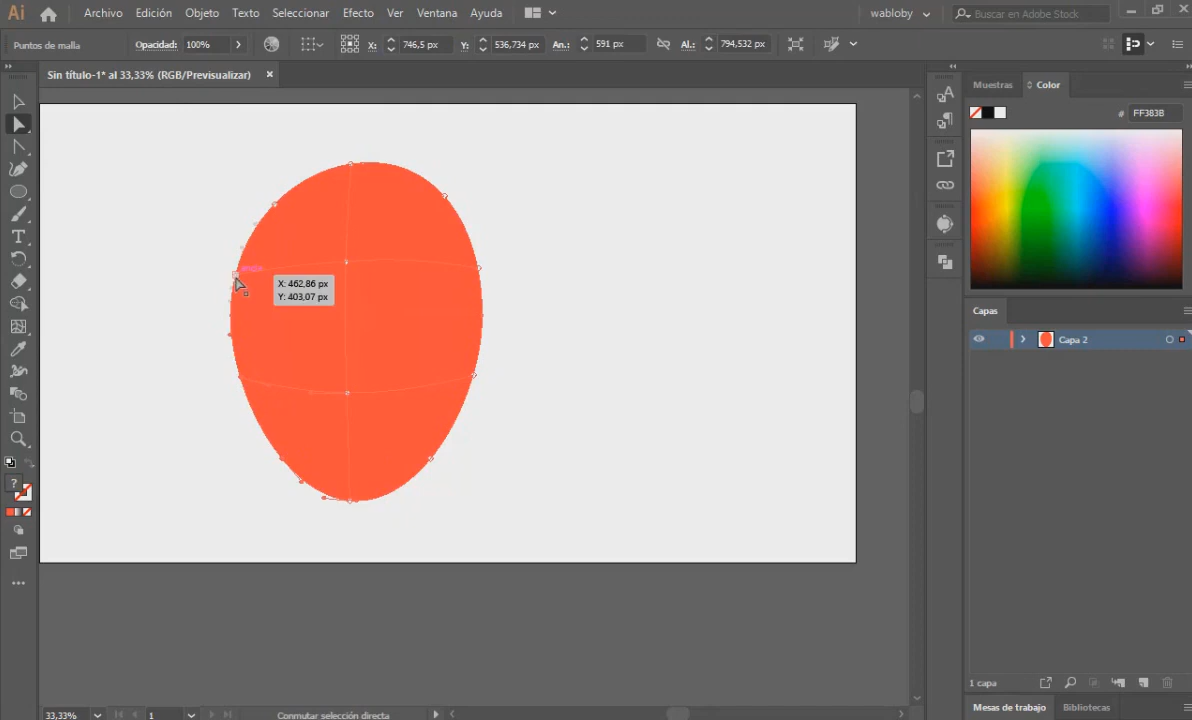 Ai Archivo Edición Objeto Texto Seleccionar Efecto Ver Ventana Ayuda wabloby Buscar en Adobe Stock
Puntos de malla Opacidad: 100% X: 746,5 px Y: 536,734 px An.: 591 px Al.: 794,532 px
Sin título-1* al 33,33% (RGB/Previsualizar)
Muestras Color
# FF383B
X: 462,86 px
Y: 403,07 px
Capas
Capa 2
1 capa
33,33% 1 Conmutar selección directa
Mesas de trabajo Bibliotecas